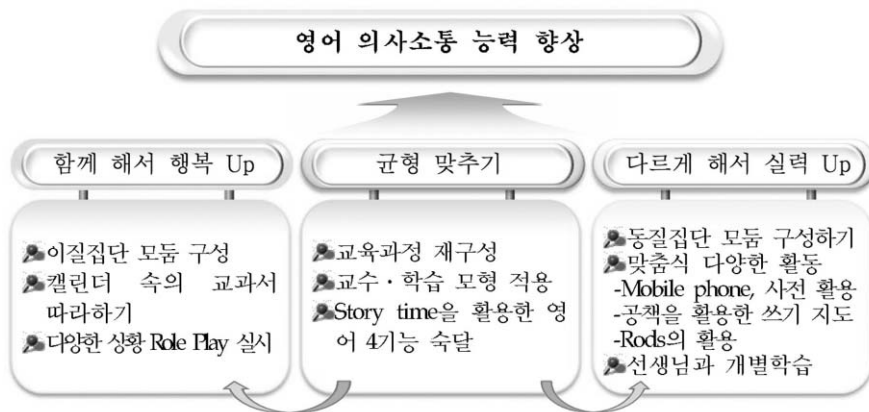 영어 의사소통 능력 향상
함께 해서 행복 Up
이질집단 모둠 구성
캘린더 속의 교과서
따라하기
다양한 상황 Role Play 실시
균형 맞추기
교육과정 재구성
교수·학습 모형 적용
Story time을 활용한 영
어 4기능 숙달
다르게 해서 실력 Up
동질집단 모둠 구성하기
맞춤식 다양한 활동
-Mobile phone, 사전 활용
-공책을 활용한 쓰기 지도
-Rods의 활용
선생님과 개별학습